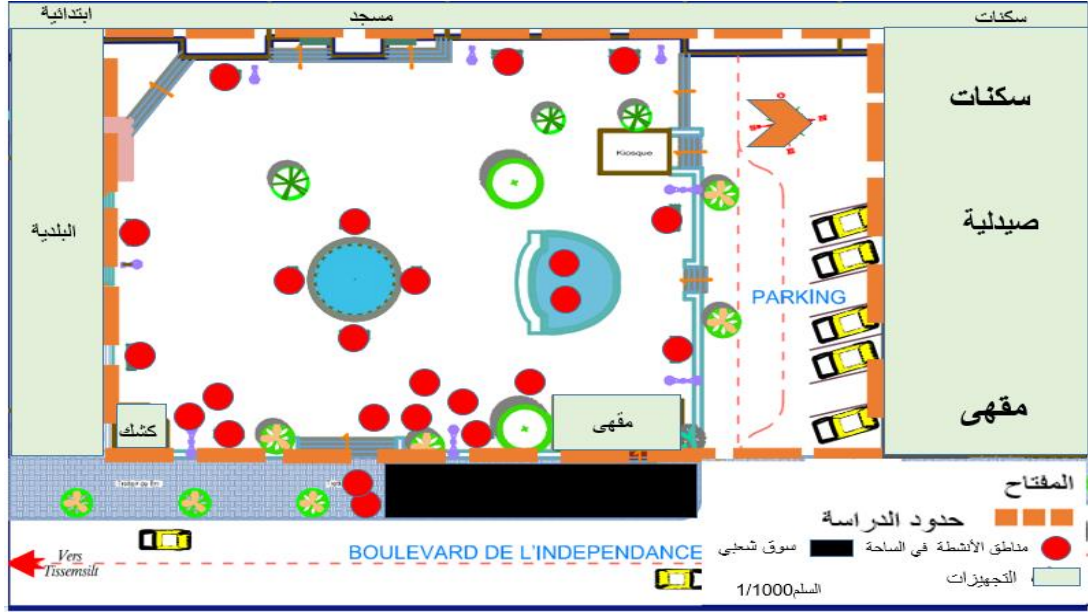 ابتدائية
مسجد
سكنات
سكنات
Kiosque
صيدلية
البلدية
PARKING
مقهى
مقهى
كشك
المفتاح
حدود الدراسة
BOULEVARD DE L'INDEPENDANCE
مناطق الأنشطة في الساحة
سوق شعبي
Vers
Tissemsilt
التجهيزات
السلم1/1000